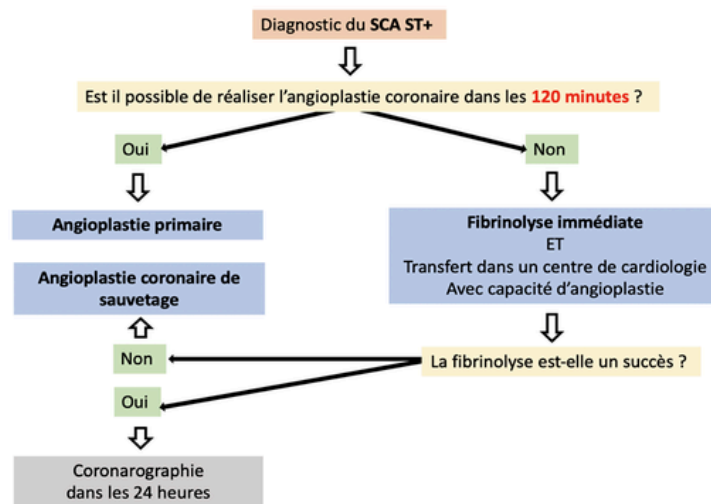 Diagnostic du SCA ST+
Est il possible de réaliser l'angioplastie coronaire dans les 120 minutes ?
Oui
Non
Angioplastie primaire
Fibrinolyse immédiate
ET
Transfert dans un centre de cardiologie
Avec capacité d'angioplastie
Angioplastie coronaire de
sauvetage
Non
La fibrinolyse est-elle un succès ?
Oui
Coronarographie
dans les 24 heures